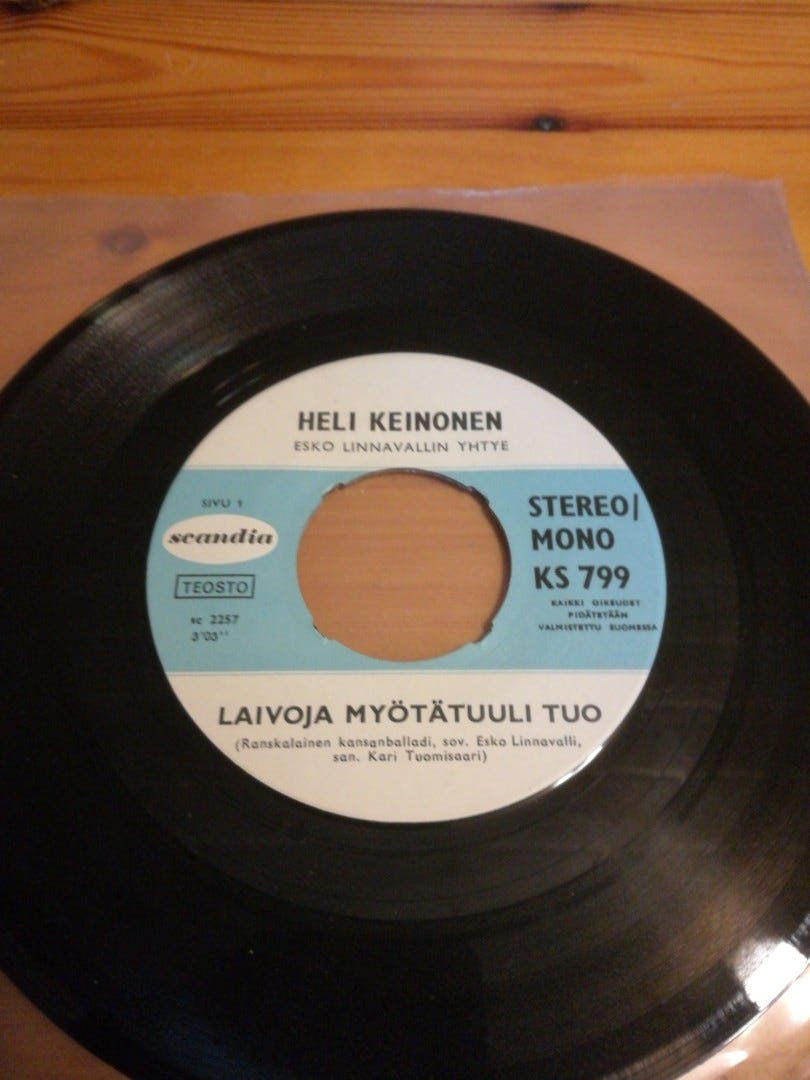 HELI KEINONEN
ESKO LINNAVALLIN YHTYE
SIVU 1
scandia
TEOSTO
sc 2257
3'03''
STEREO/
MONO
KS 799
KAIKKI OIKEUDET
PIDÄTETÄÄN
VALMISTETTU SUOMESSA
LAIVOJA MYÖTÄTUULI TUO
(Ranskalainen kansanballadi, sov. Esko Linnavalli,
san. Kari Tuomisaari)